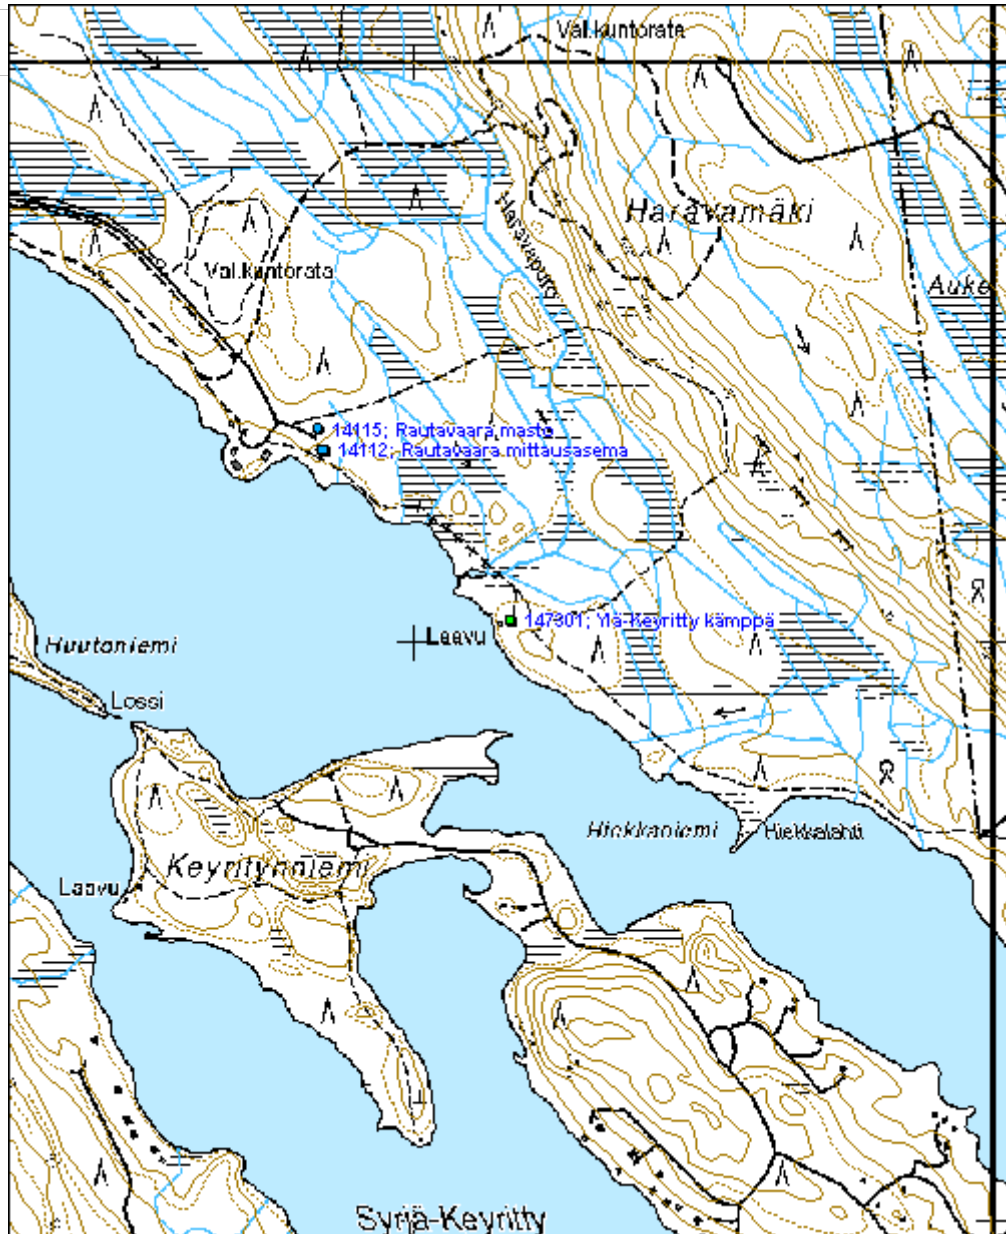 Val.kuntorata
Haravamäki
Haravapuro
Val.kuntorata
Auke
14115; Rautavaara masto
14112; Rautavaara mittausasema
147301; Ylä-Keyritty kämppä
Laavu
Huutoniemi
Lossi
Hiekkaniemi
Hiekkalahti
Keyritynniemi
Laavu
Syrjä-Keyritty